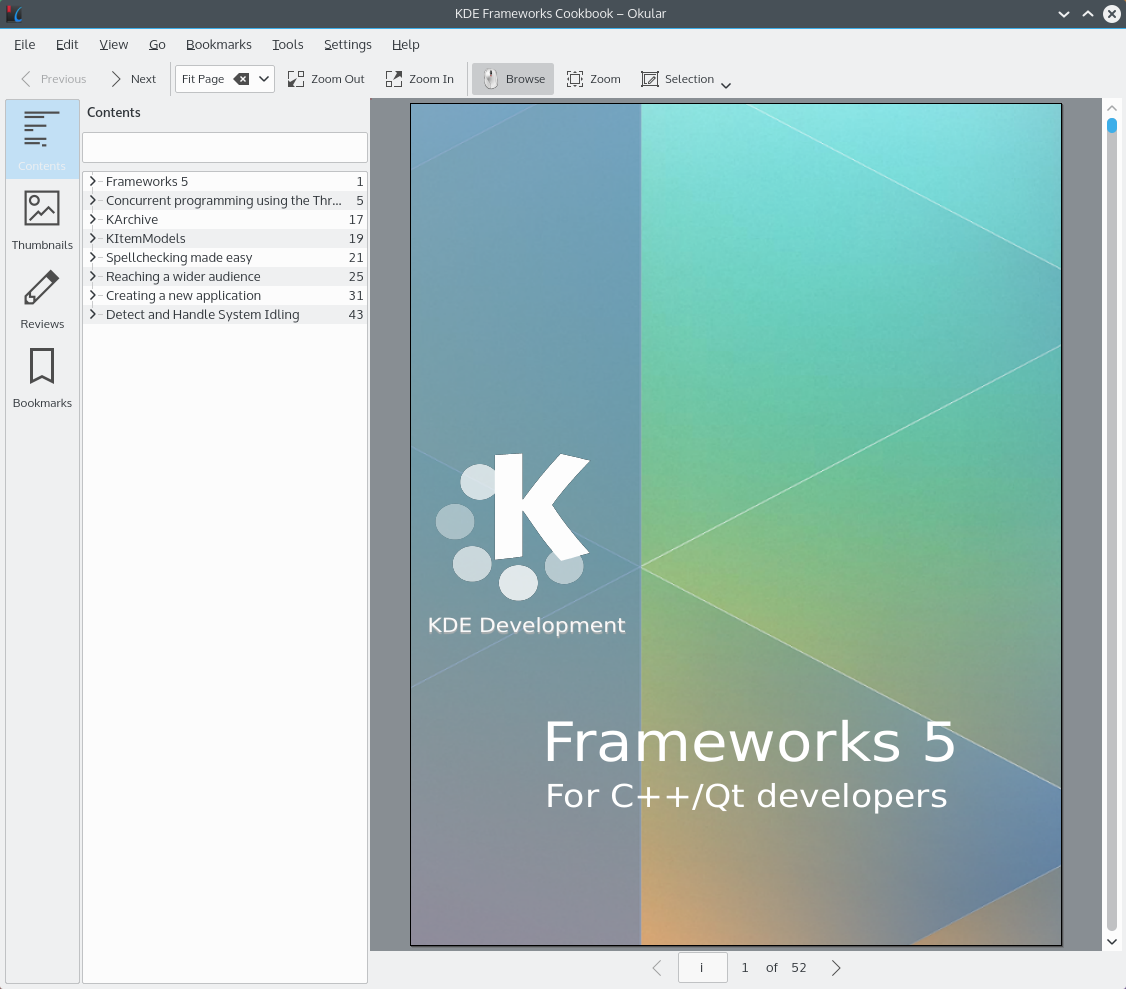 KDE Frameworks Cookbook – Okular
File Edit View Go Bookmarks Tools Settings Help
Previous Next Fit Page Zoom Out Zoom In Browse Zoom Selection
Contents
Thumbnails
Reviews
Bookmarks
Contents
Frameworks 5 1
Concurrent programming using the Thr... 5
KArchive 17
KItemModels 19
Spellchecking made easy 21
Reaching a wider audience 25
Creating a new application 31
Detect and Handle System Idling 43
K
KDE Development
Frameworks 5
For C++/Qt developers
i 1 of 52